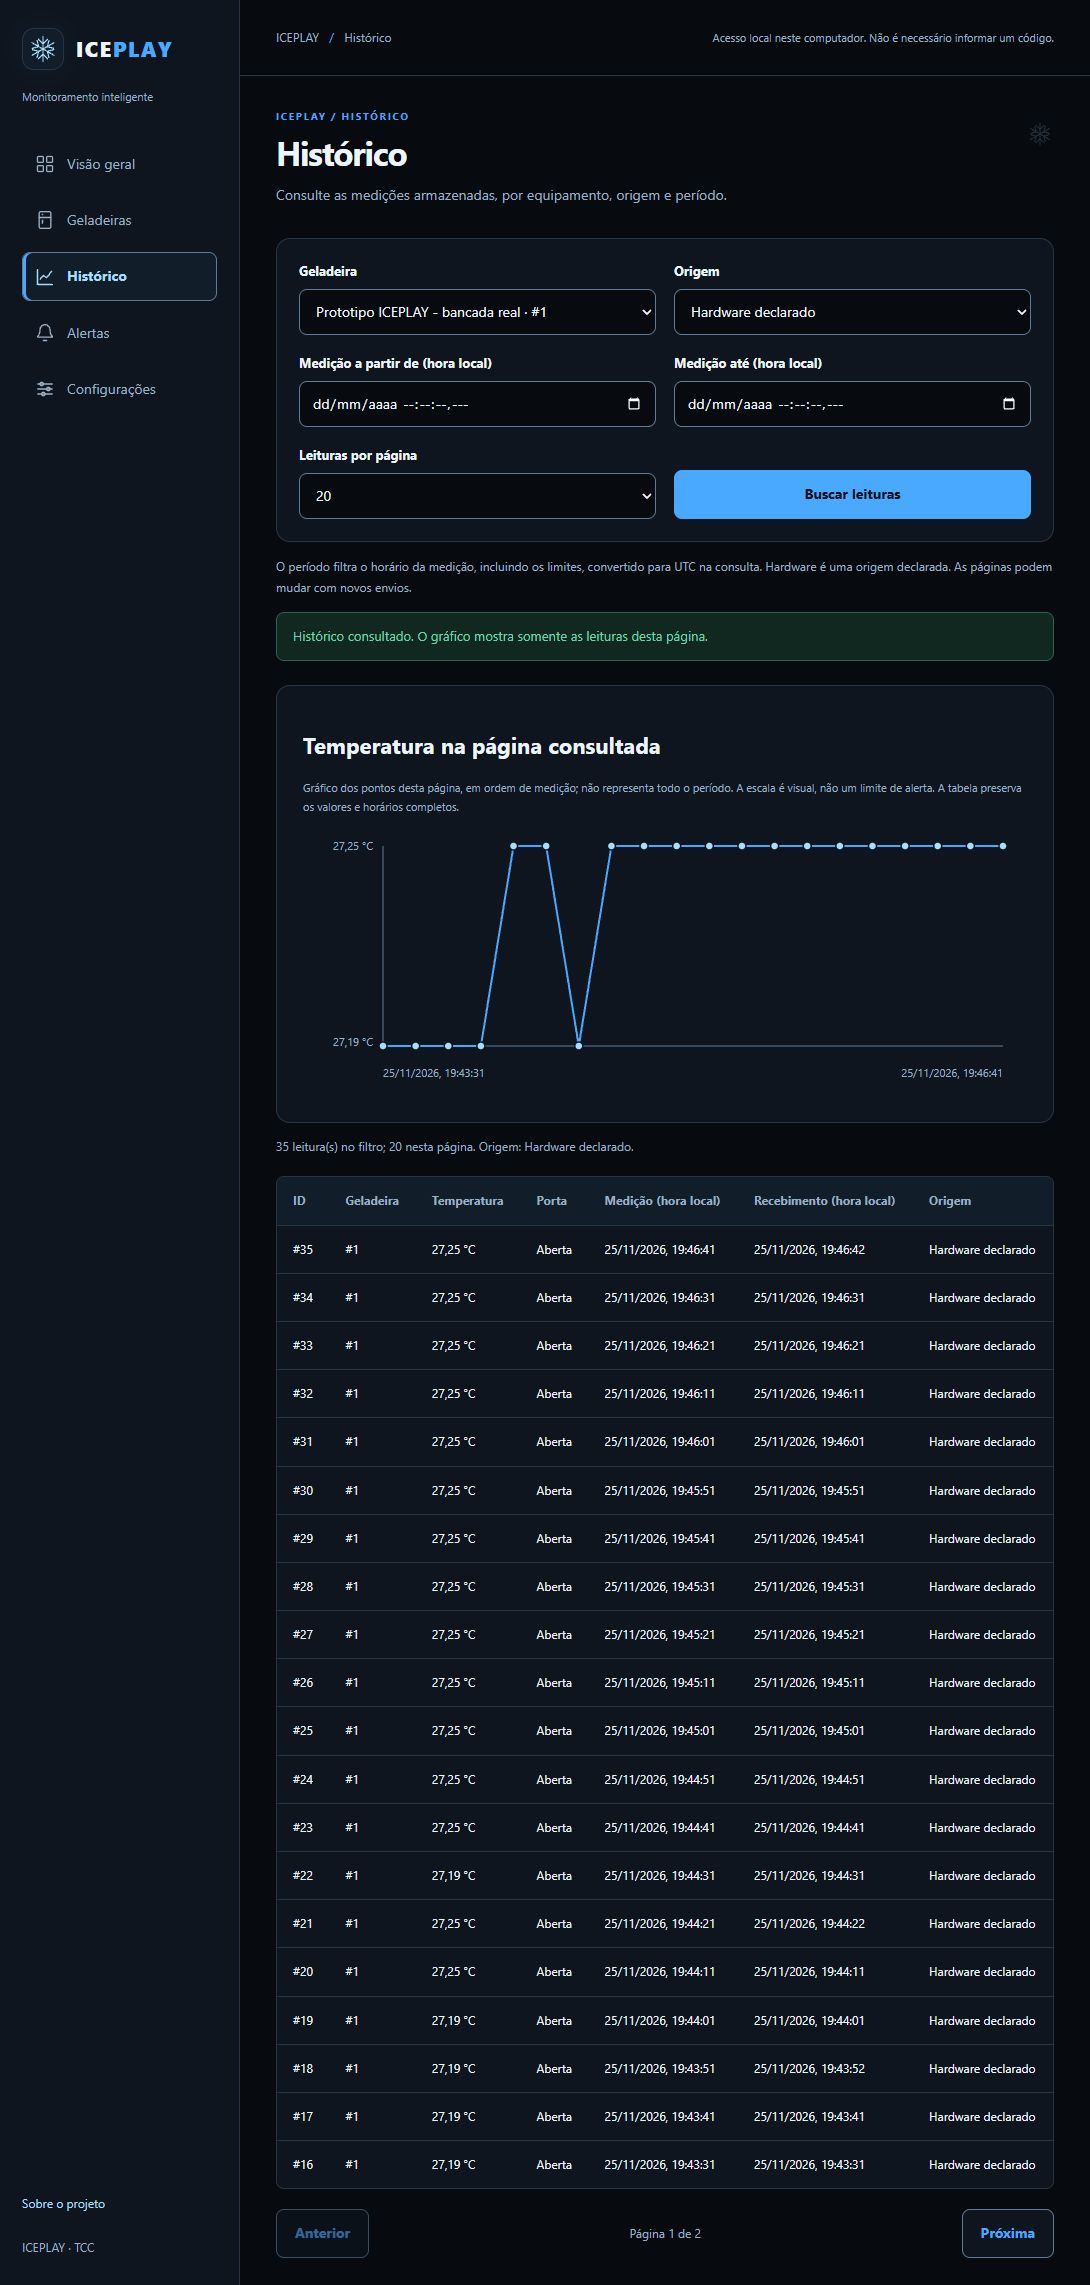 ICEPLAY
Monitoramento inteligente
Visão geral
Geladeiras
Histórico
Alertas
Configurações
Sobre o projeto
ICEPLAY · TCC
ICEPLAY / Histórico
Acesso local neste computador. Não é necessário informar um código.
ICEPLAY / HISTÓRICO
Histórico
Consulte as medições armazenadas, por equipamento, origem e período.
Geladeira Origem
Prototipo ICEPLAY - bancada real · #1 Hardware declarado
Medição a partir de (hora local) Medição até (hora local)
dd/mm/aaaa --:--:--,--- dd/mm/aaaa --:--:--,---
Leituras por página
20 Buscar leituras
O período filtra o horário da medição, incluindo os limites, convertido para UTC na consulta. Hardware é uma origem declarada. As páginas podem
mudar com novos envios.
Histórico consultado. O gráfico mostra somente as leituras desta página.
Temperatura na página consultada
Gráfico dos pontos desta página, em ordem de medição; não representa todo o período. A escala é visual, não um limite de alerta. A tabela preserva
os valores e horários completos.
27,25 °C
27,19 °C
25/11/2026, 19:43:31 25/11/2026, 19:46:41
35 leitura(s) no filtro; 20 nesta página. Origem: Hardware declarado.
ID Geladeira Temperatura Porta Medição (hora local) Recebimento (hora local) Origem
#35 #1 27,25 °C Aberta 25/11/2026, 19:46:41 25/11/2026, 19:46:42 Hardware declarado
#34 #1 27,25 °C Aberta 25/11/2026, 19:46:31 25/11/2026, 19:46:31 Hardware declarado
#33 #1 27,25 °C Aberta 25/11/2026, 19:46:21 25/11/2026, 19:46:21 Hardware declarado
#32 #1 27,25 °C Aberta 25/11/2026, 19:46:11 25/11/2026, 19:46:11 Hardware declarado
#31 #1 27,25 °C Aberta 25/11/2026, 19:46:01 25/11/2026, 19:46:01 Hardware declarado
#30 #1 27,25 °C Aberta 25/11/2026, 19:45:51 25/11/2026, 19:45:51 Hardware declarado
#29 #1 27,25 °C Aberta 25/11/2026, 19:45:41 25/11/2026, 19:45:41 Hardware declarado
#28 #1 27,25 °C Aberta 25/11/2026, 19:45:31 25/11/2026, 19:45:31 Hardware declarado
#27 #1 27,25 °C Aberta 25/11/2026, 19:45:21 25/11/2026, 19:45:21 Hardware declarado
#26 #1 27,25 °C Aberta 25/11/2026, 19:45:11 25/11/2026, 19:45:11 Hardware declarado
#25 #1 27,25 °C Aberta 25/11/2026, 19:45:01 25/11/2026, 19:45:01 Hardware declarado
#24 #1 27,25 °C Aberta 25/11/2026, 19:44:51 25/11/2026, 19:44:51 Hardware declarado
#23 #1 27,25 °C Aberta 25/11/2026, 19:44:41 25/11/2026, 19:44:41 Hardware declarado
#22 #1 27,19 °C Aberta 25/11/2026, 19:44:31 25/11/2026, 19:44:31 Hardware declarado
#21 #1 27,25 °C Aberta 25/11/2026, 19:44:21 25/11/2026, 19:44:22 Hardware declarado
#20 #1 27,25 °C Aberta 25/11/2026, 19:44:11 25/11/2026, 19:44:11 Hardware declarado
#19 #1 27,19 °C Aberta 25/11/2026, 19:44:01 25/11/2026, 19:44:01 Hardware declarado
#18 #1 27,19 °C Aberta 25/11/2026, 19:43:51 25/11/2026, 19:43:52 Hardware declarado
#17 #1 27,19 °C Aberta 25/11/2026, 19:43:41 25/11/2026, 19:43:41 Hardware declarado
#16 #1 27,19 °C Aberta 25/11/2026, 19:43:31 25/11/2026, 19:43:31 Hardware declarado
Anterior Página 1 de 2 Próxima